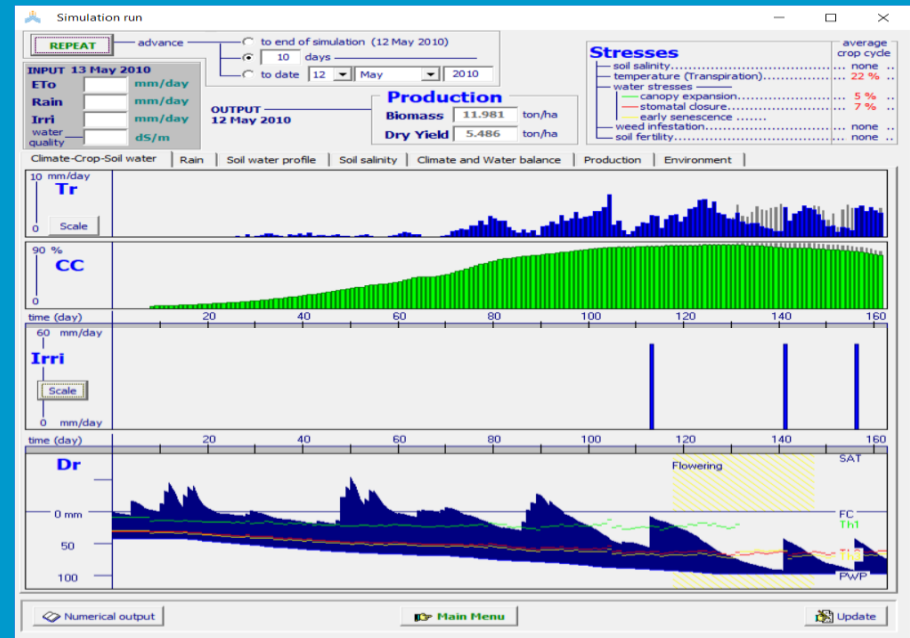 Simulation run
REPEAT
advance
to end of simulation (12 May 2010)
10 days
to date 12 May 2010
INPUT 13 May 2010
ETo mm/day
Rain mm/day
Irri mm/day
water quality dS/m
OUTPUT
12 May 2010
Production
Biomass 11.981 ton/ha
Dry Yield 5.486 ton/ha
Stresses
average
crop cycle
soil salinity none
temperature (Transpiration) 22 %
water stresses
canopy expansion 5 %
stomatal closure 7 %
early senescence
weed infestation none
soil fertility none
Climate-Crop-Soil water | Rain | Soil water profile | Soil salinity | Climate and Water balance | Production | Environment
10 mm/day
Tr
0 Scale
90 %
CC
0
time (day) 20 40 60 80 100 120 140 160
60 mm/day
Irri
Scale
0 mm/day
time (day) 20 40 60 80 100 120 140 160
Dr
Flowering
SAT
0 mm
FC
Th1
50
100
PWP
Numerical output
Main Menu
Update